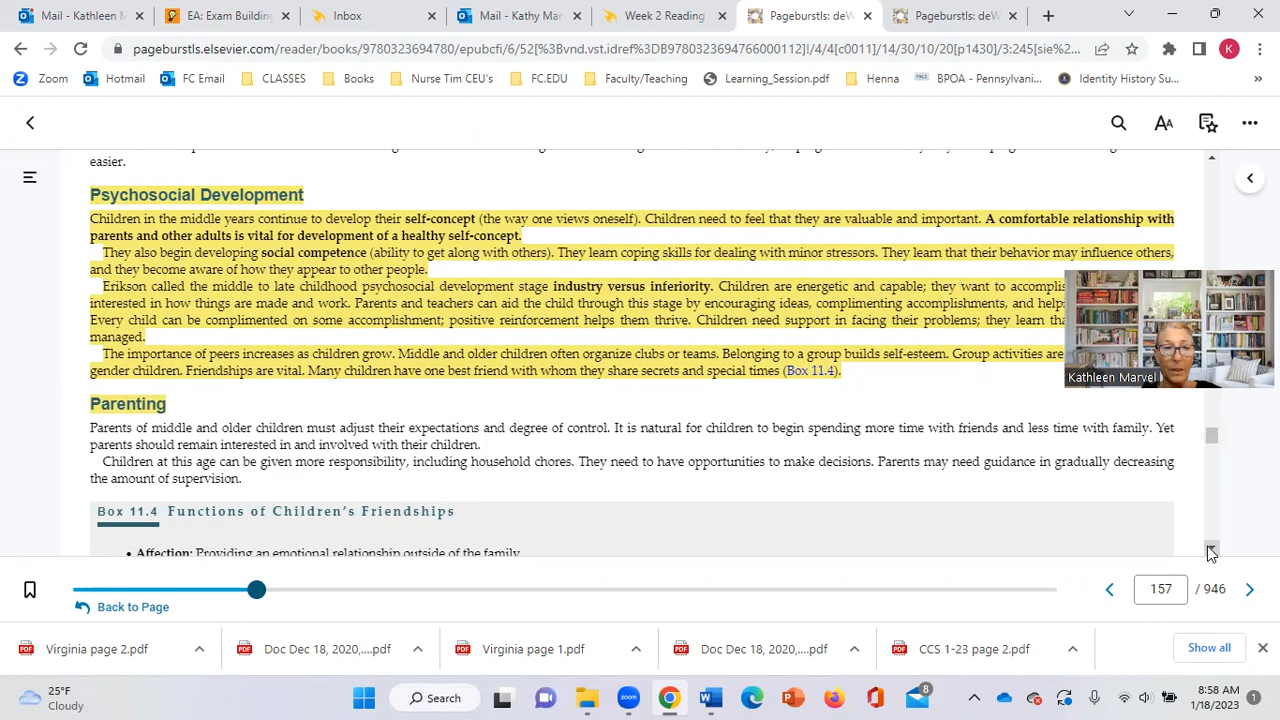 Mail - Kathleen M
EA: Exam Building
Inbox
Mail - Kathy Mar
Week 2 Reading
Pageburstls: deW
Pageburstls: deW
pageburstls.elsevier.com/reader/books/9780323694780/epubcfi/6/52[%3Bvnd.vst.idref%3DB9780323694776000112]!/4/4[c0011]/14/30/10/20[p1430]/3:245[sie%2...
K
Zoom
Hotmail
FC Email
CLASSES
Books
Nurse Tim CEU's
FC.EDU
Faculty/Teaching
Learning_Session.pdf
Henna
BPOA - Pennsylvani...
Identity History Su...
easier.
Psychosocial Development
Children in the middle years continue to develop their self-concept (the way one views oneself). Children need to feel that they are valuable and important. A comfortable relationship with
parents and other adults is vital for development of a healthy self-concept.
They also begin developing social competence (ability to get along with others). They learn coping skills for dealing with minor stressors. They learn that their behavior may influence others,
and they become aware of how they appear to other people.
Erikson called the middle to late childhood psychosocial development stage industry versus inferiority. Children are energetic and capable; they want to accomplis
interested in how things are made and work. Parents and teachers can aid the child through this stage by encouraging ideas, complimenting accomplishments, and help
Every child can be complimented on some accomplishment; positive reinforcement helps them thrive. Children need support in facing their problems; they learn tha
managed.
The importance of peers increases as children grow. Middle and older children often organize clubs or teams. Belonging to a group builds self-esteem. Group activities are
gender children. Friendships are vital. Many children have one best friend with whom they share secrets and special times (Box 11.4).
Kathleen Marvel
Parenting
Parents of middle and older children must adjust their expectations and degree of control. It is natural for children to begin spending more time with friends and less time with family. Yet
parents should remain interested in and involved with their children.
Children at this age can be given more responsibility, including household chores. They need to have opportunities to make decisions. Parents may need guidance in gradually decreasing
the amount of supervision.
Box 11.4 Functions of Children's Friendships
• Affection: Providing an emotional relationship outside of the family
157 / 946
Back to Page
Virginia page 2.pdf
Doc Dec 18, 2020,....pdf
Virginia page 1.pdf
Doc Dec 18, 2020,....pdf
CCS 1-23 page 2.pdf
Show all
25°F
Cloudy
Search
8
8:58 AM
1/18/2023
1